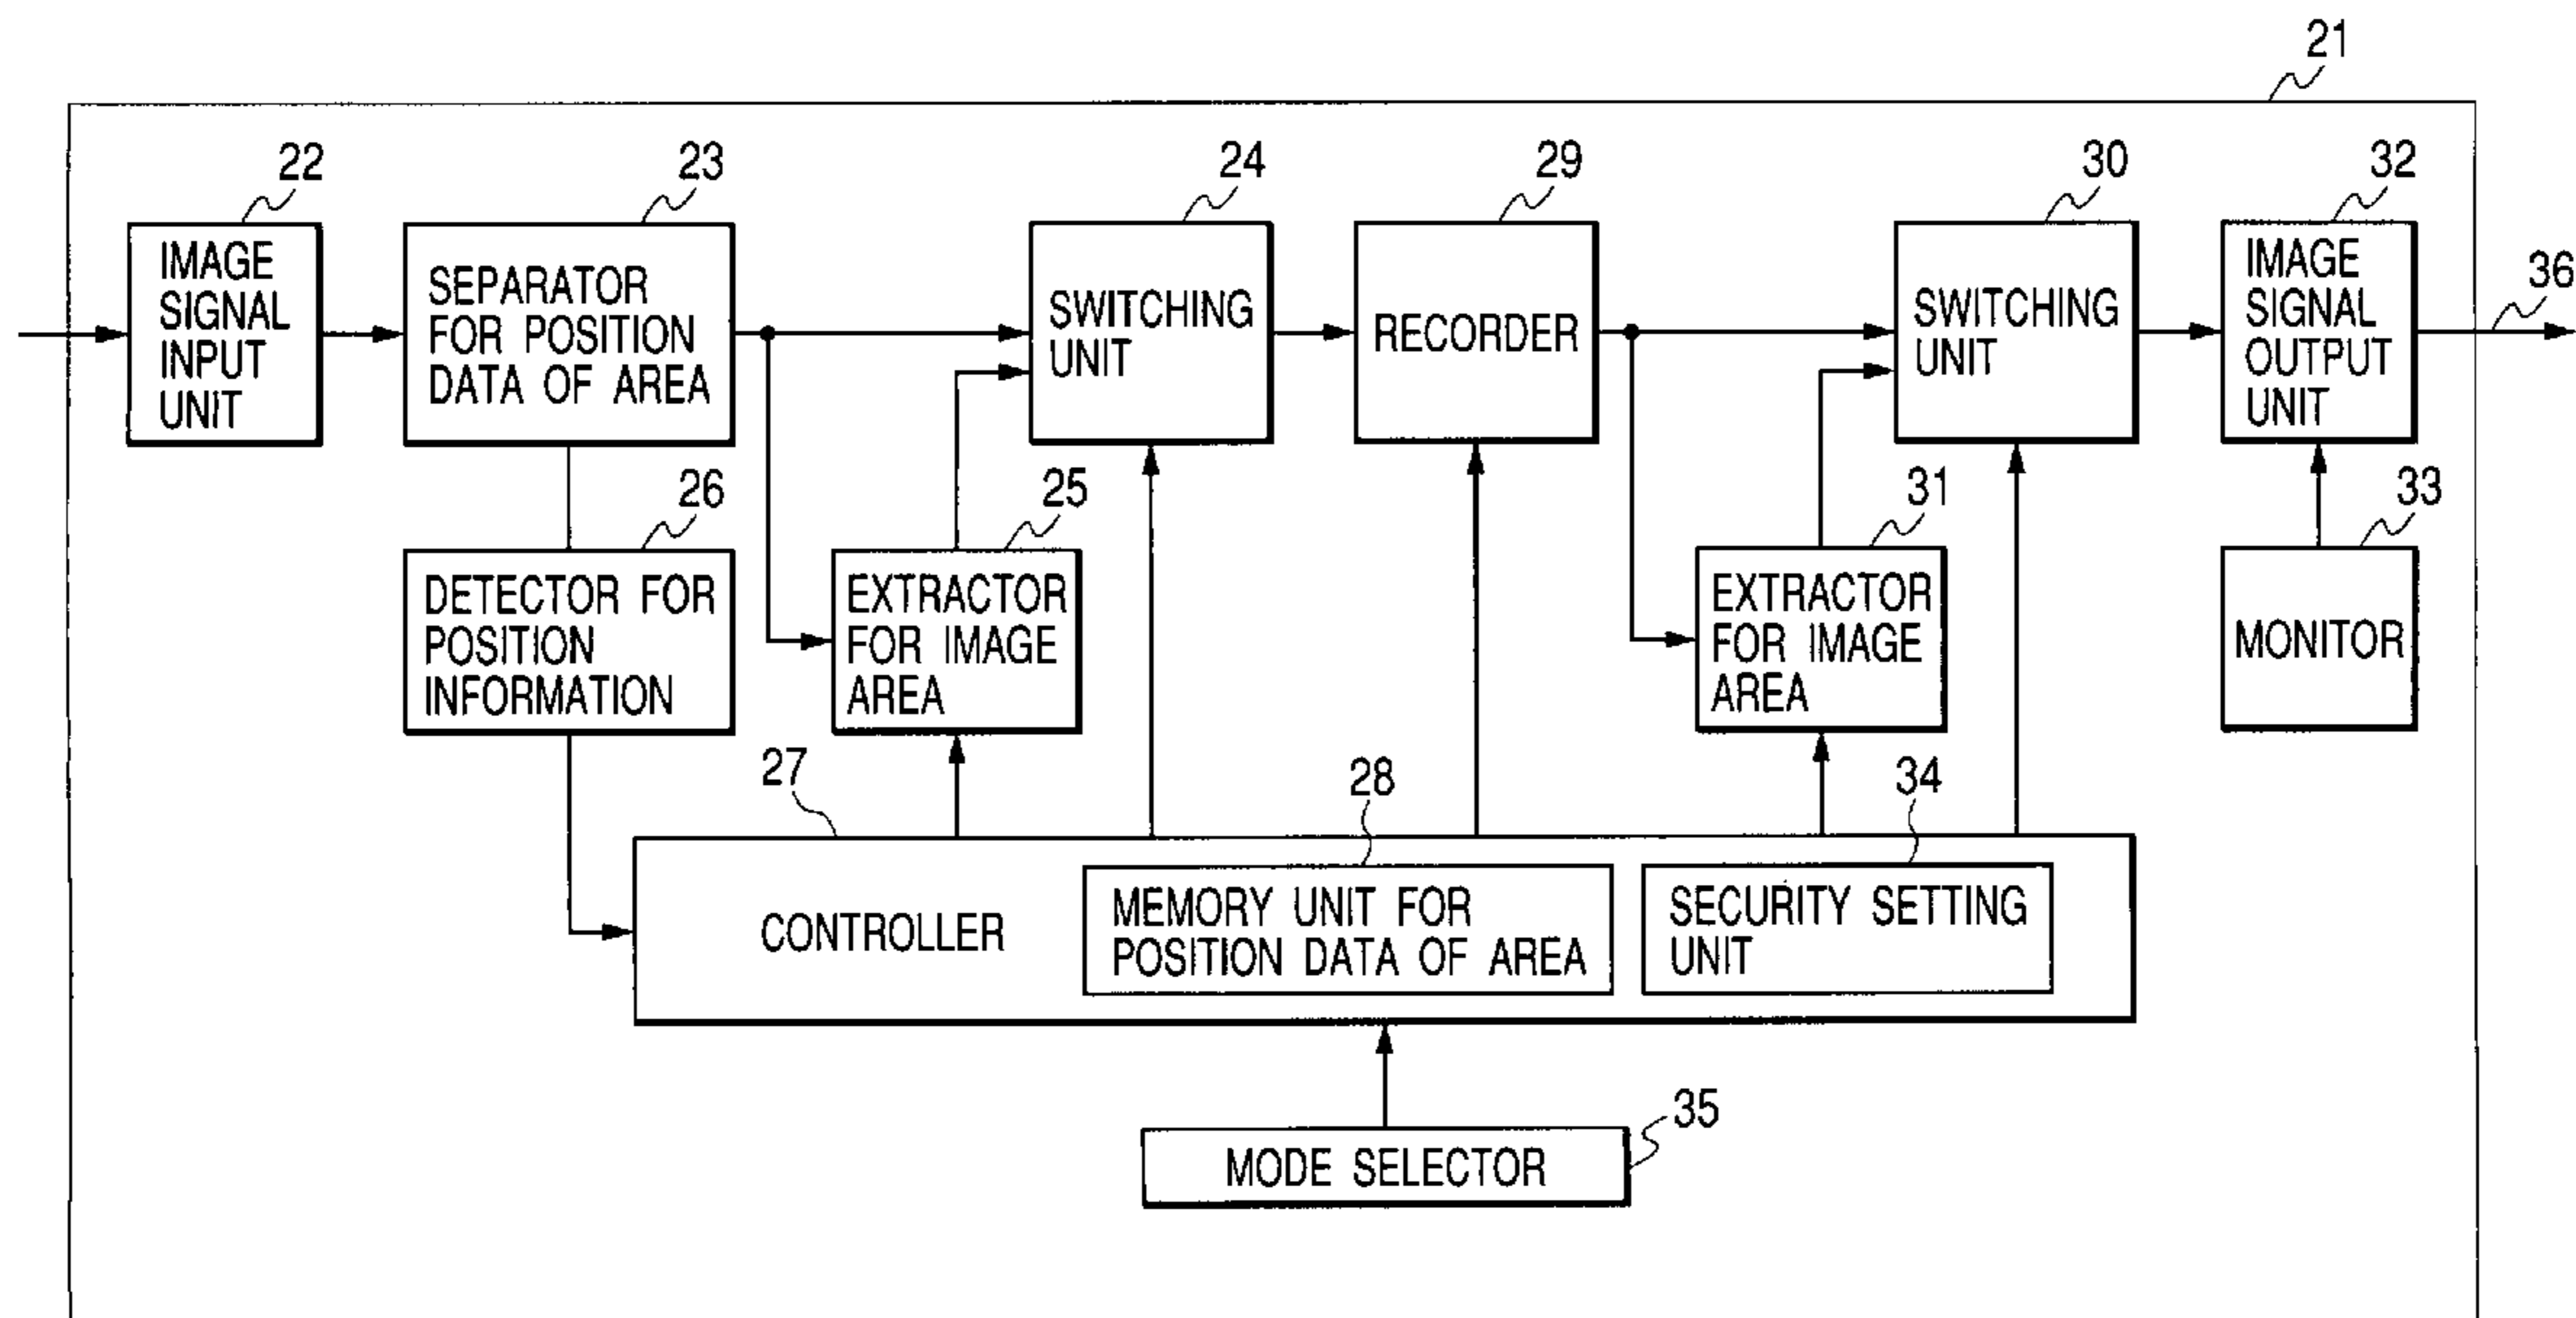 21
22
23
24
29
30
32
36
IMAGE
SIGNAL
INPUT
UNIT
SEPARATOR
FOR POSITION
DATA OF AREA
SWITCHING
UNIT
RECORDER
SWITCHING
UNIT
IMAGE
SIGNAL
OUTPUT
UNIT
26
25
31
33
DETECTOR FOR
POSITION
INFORMATION
EXTRACTOR
FOR IMAGE
AREA
EXTRACTOR
FOR IMAGE
AREA
MONITOR
27
28
34
CONTROLLER
MEMORY UNIT FOR
POSITION DATA OF AREA
SECURITY SETTING
UNIT
35
MODE SELECTOR